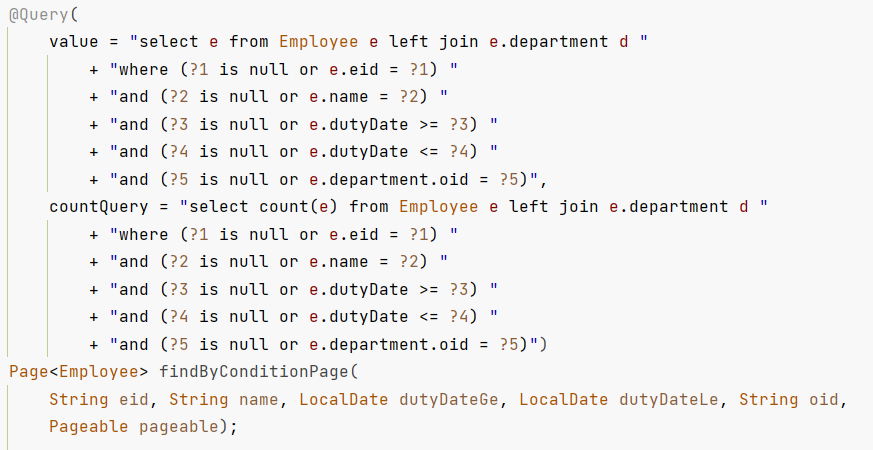 @Query(
    value = "select e from Employee e left join e.department d "
        + "where (?1 is null or e.eid = ?1) "
        + "and (?2 is null or e.name = ?2) "
        + "and (?3 is null or e.dutyDate >= ?3) "
        + "and (?4 is null or e.dutyDate <= ?4) "
        + "and (?5 is null or e.department.oid = ?5)",
    countQuery = "select count(e) from Employee e left join e.department d "
        + "where (?1 is null or e.eid = ?1) "
        + "and (?2 is null or e.name = ?2) "
        + "and (?3 is null or e.dutyDate >= ?3) "
        + "and (?4 is null or e.dutyDate <= ?4) "
        + "and (?5 is null or e.department.oid = ?5)")
Page<Employee> findByConditionPage(
    String eid, String name, LocalDate dutyDateGe, LocalDate dutyDateLe, String oid,
    Pageable pageable);